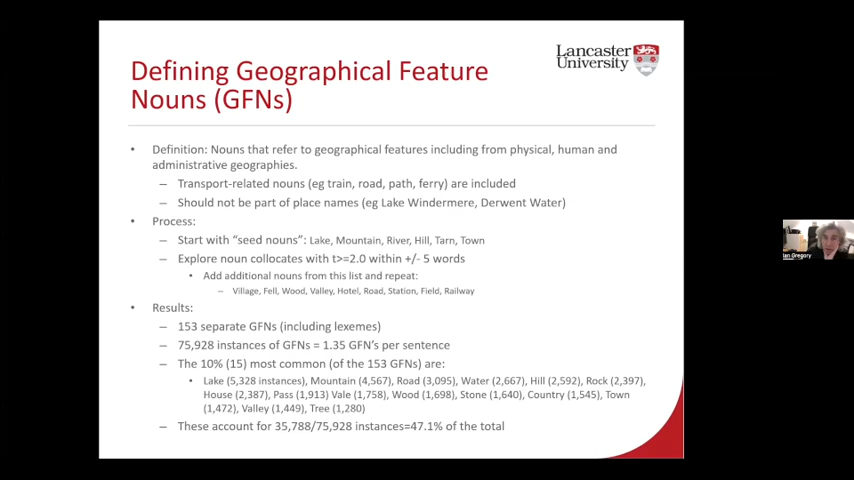 Lancaster
University
Defining Geographical Feature
Nouns (GFNs)
• Definition: Nouns that refer to geographical features including from physical, human and
administrative geographies.
– Transport-related nouns (eg train, road, path, ferry) are included
– Should not be part of place names (eg Lake Windermere, Derwent Water)
• Process:
– Start with “seed nouns”: Lake, Mountain, River, Hill, Tarn, Town
– Explore noun collocates with t>=2.0 within +/- 5 words
• Add additional nouns from this list and repeat:
– Village, Fell, Wood, Valley, Hotel, Road, Station, Field, Railway
• Results:
– 153 separate GFNs (including lexemes)
– 75,928 instances of GFNs = 1.35 GFN's per sentence
– The 10% (15) most common (of the 153 GFNs) are:
• Lake (5,328 instances), Mountain (4,567), Road (3,095), Water (2,667), Hill (2,592), Rock (2,397),
House (2,387), Pass (1,913) Vale (1,758), Wood (1,698), Stone (1,640), Country (1,545), Town
(1,472), Valley (1,449), Tree (1,280)
– These account for 35,788/75,928 instances=47.1% of the total
Ian Gregory